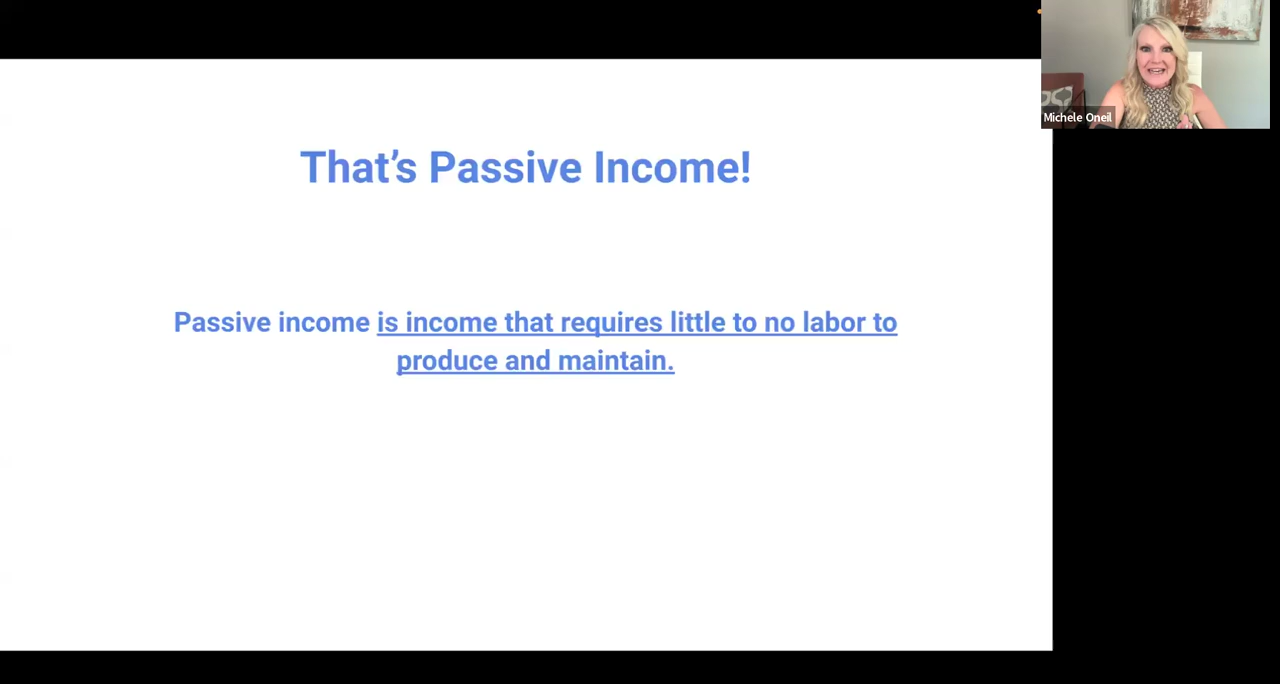 Michele Oneil
That’s Passive Income!
Passive income is income that requires little to no labor to
produce and maintain.